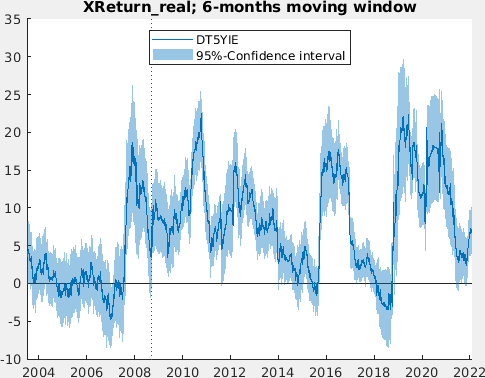 XReturn_real; 6-months moving window
35
30
25
20
15
10
5
0
-5
-10
DT5YIE
95%-Confidence interval
2004 2006 2008 2010 2012 2014 2016 2018 2020 2022